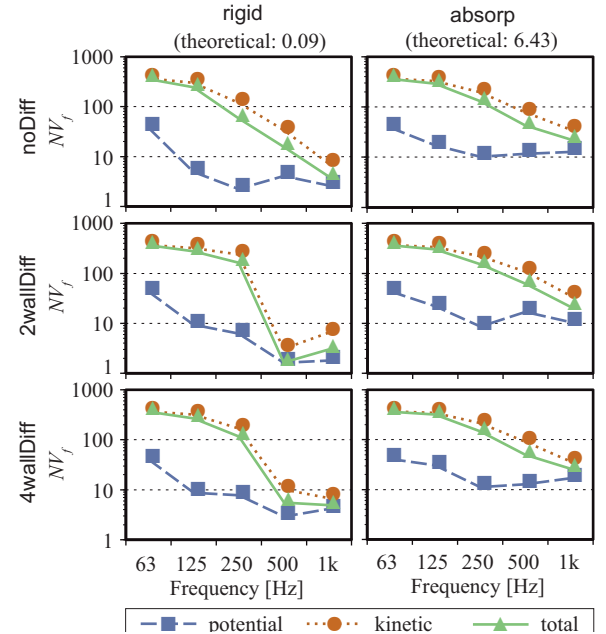 rigid absorp
(theoretical: 0.09) (theoretical: 6.43)
noDiff
NV_f
1000
100
10
1
2wallDiff
NV_f
1000
100
10
1
4wallDiff
NV_f
1000
100
10
1
63 125 250 500 1k 63 125 250 500 1k
Frequency [Hz] Frequency [Hz]
potential kinetic total